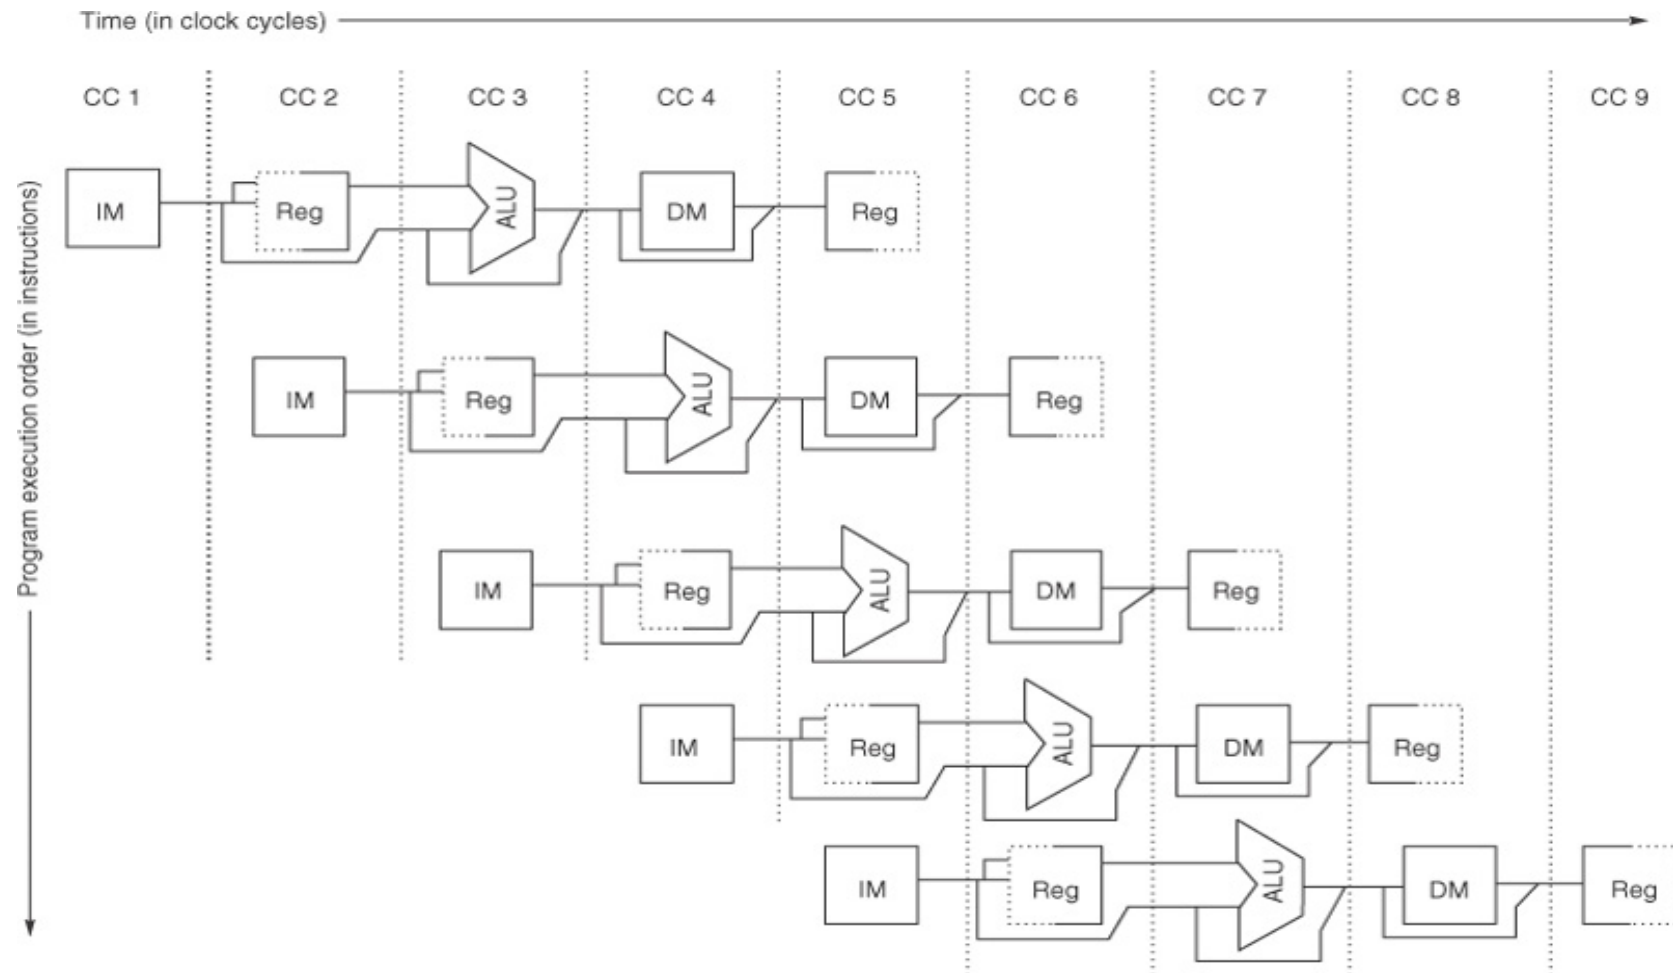 Time (in clock cycles)
CC 1 CC 2 CC 3 CC 4 CC 5 CC 6 CC 7 CC 8 CC 9
Program execution order (in instructions)
IM Reg ALU DM Reg
IM Reg ALU DM Reg
IM Reg ALU DM Reg
IM Reg ALU DM Reg
IM Reg ALU DM Reg